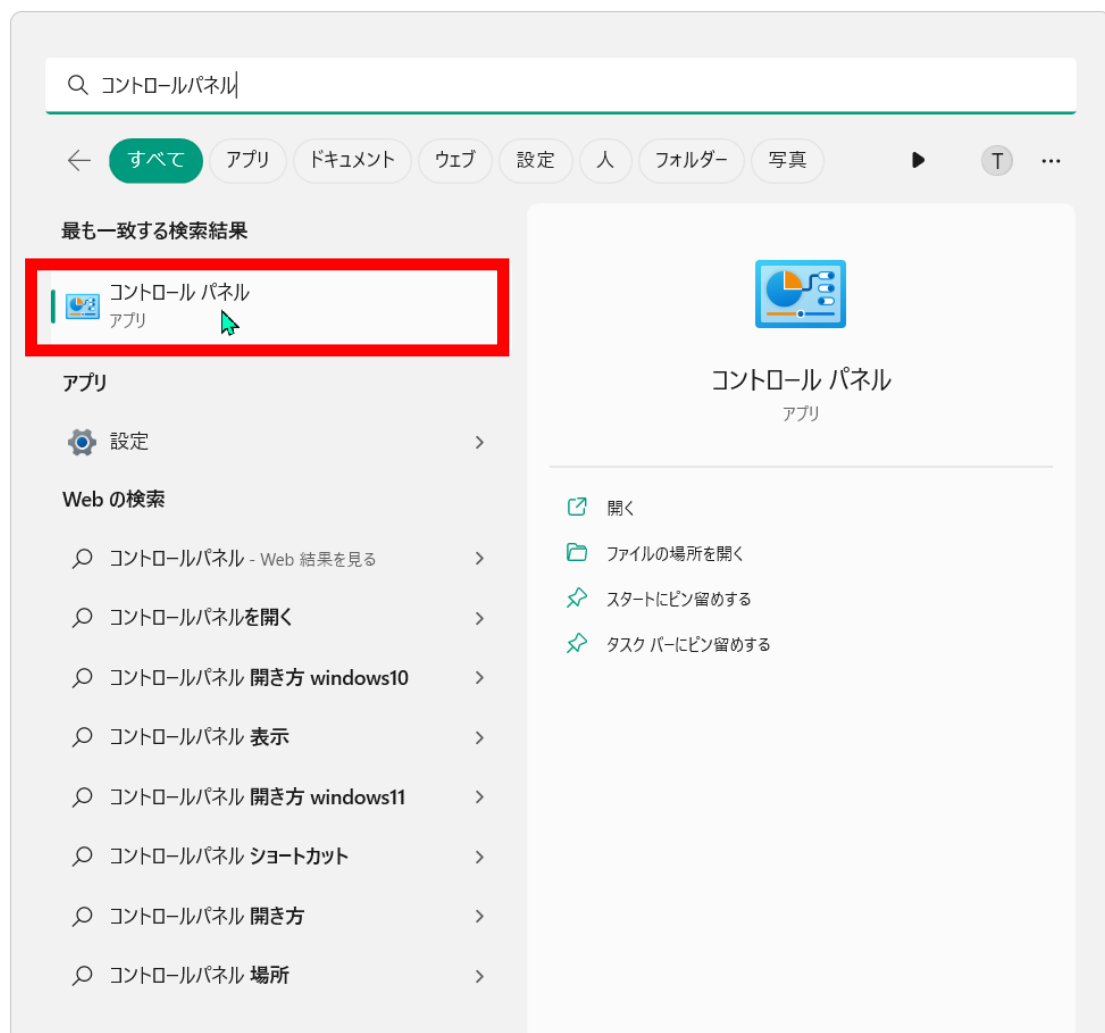 コントロールパネル
すべて アプリ ドキュメント ウェブ 設定 人 フォルダー 写真 T ...
最も一致する検索結果
コントロール パネル
アプリ
アプリ
設定
Web の検索
コントロールパネル - Web 結果を見る
コントロールパネルを開く
コントロールパネル 開き方 windows10
コントロールパネル 表示
コントロールパネル 開き方 windows11
コントロールパネル ショートカット
コントロールパネル 開き方
コントロールパネル 場所
コントロール パネル
アプリ
開く
ファイルの場所を開く
スタートにピン留めする
タスク バーにピン留めする